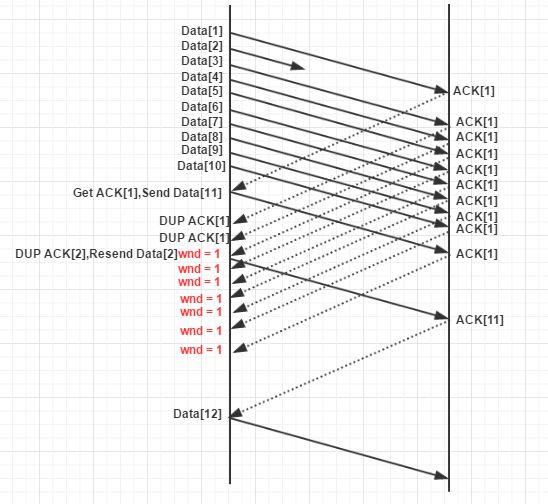 Data[1]
Data[2]
Data[3]
Data[4]
Data[5]
Data[6]
Data[7]
Data[8]
Data[9]
Data[10]
ACK[1]
ACK[1]
ACK[1]
ACK[1]
ACK[1]
ACK[1]
ACK[1]
ACK[1]
ACK[1]
Get ACK[1],Send Data[11]
DUP ACK[1]
DUP ACK[1]
DUP ACK[2],Resend Data[2]wnd = 1
ACK[1]
wnd = 1
wnd = 1
wnd = 1
wnd = 1
wnd = 1
wnd = 1
ACK[11]
Data[12]